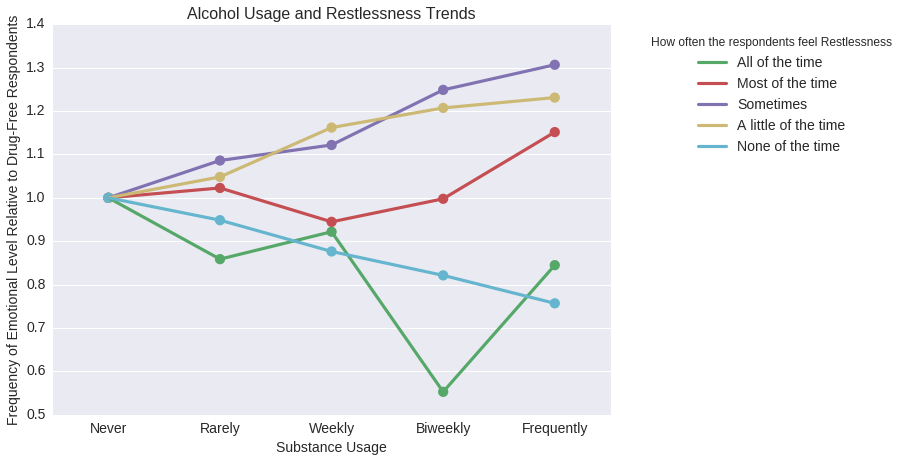 Alcohol Usage and Restlessness Trends
Frequency of Emotional Level Relative to Drug-Free Respondents
1.4
1.3
1.2
1.1
1.0
0.9
0.8
0.7
0.6
0.5
Never Rarely Weekly Biweekly Frequently
Substance Usage
How often the respondents feel Restlessness
All of the time
Most of the time
Sometimes
A little of the time
None of the time